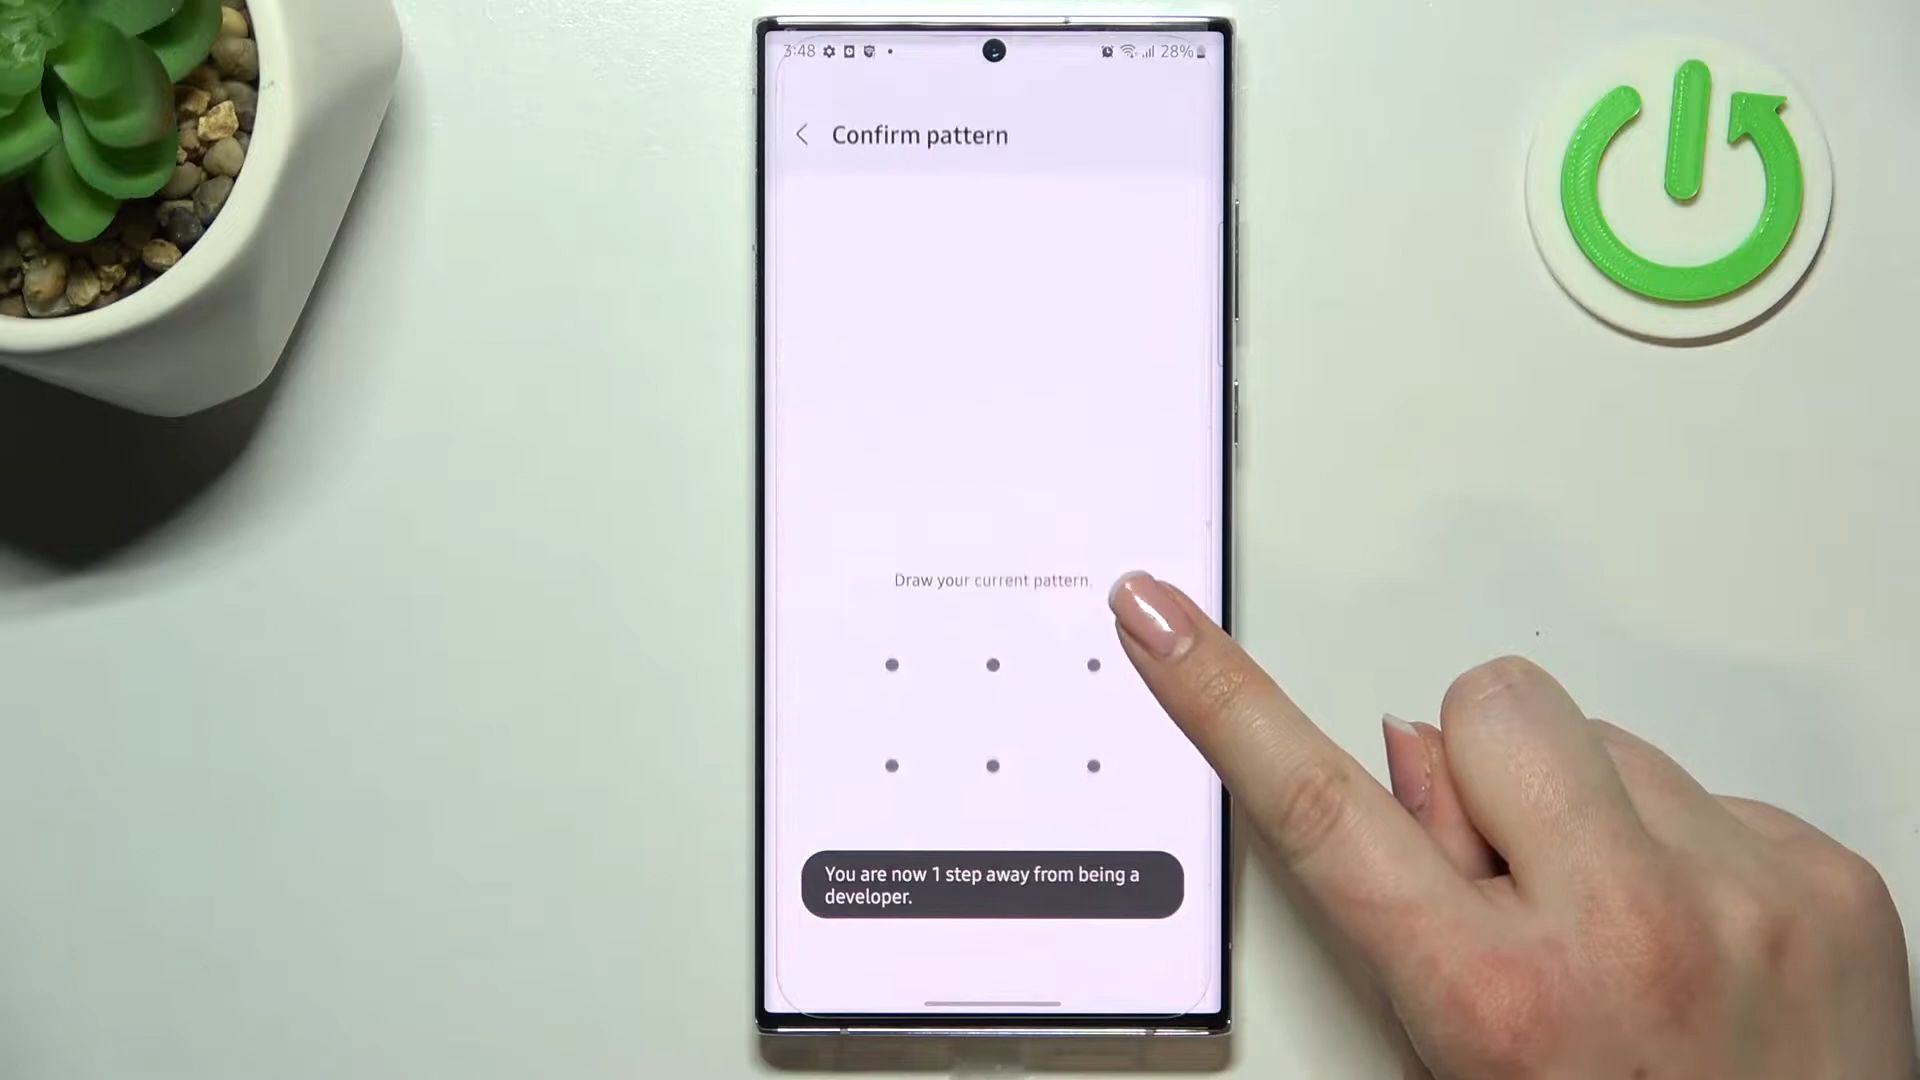 3:48 28%
Confirm pattern
Draw your current pattern.
You are now 1 step away from being a
developer.